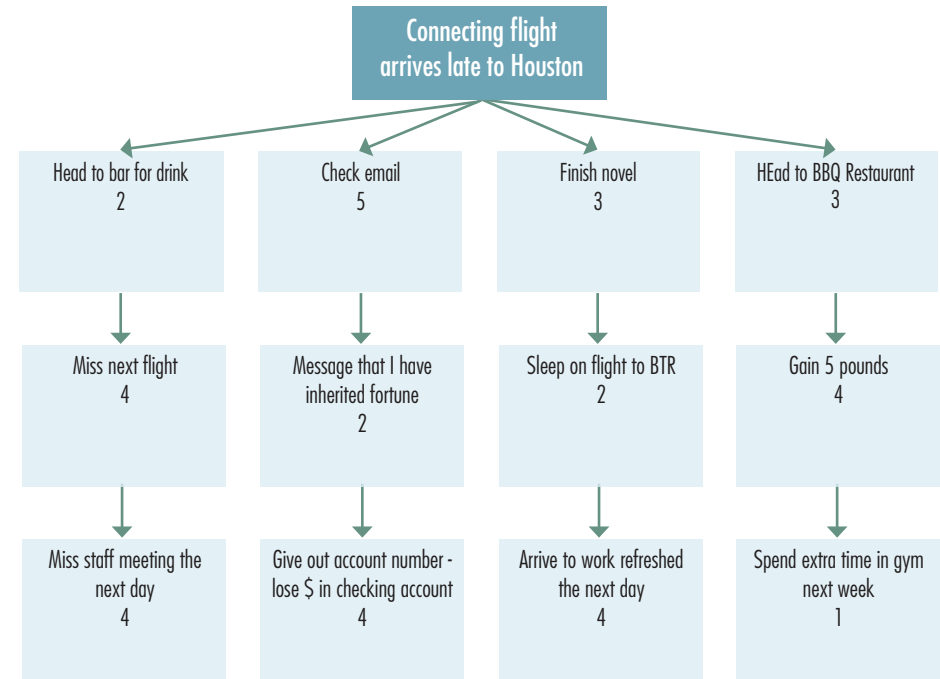 Connecting flight
arrives late to Houston
Head to bar for drink
2
Check email
5
Finish novel
3
HEad to BBQ Restaurant
3
Miss next flight
4
Message that I have
inherited fortune
2
Sleep on flight to BTR
2
Gain 5 pounds
4
Miss staff meeting the
next day
4
Give out account number -
lose $ in checking account
4
Arrive to work refreshed
the next day
4
Spend extra time in gym
next week
1